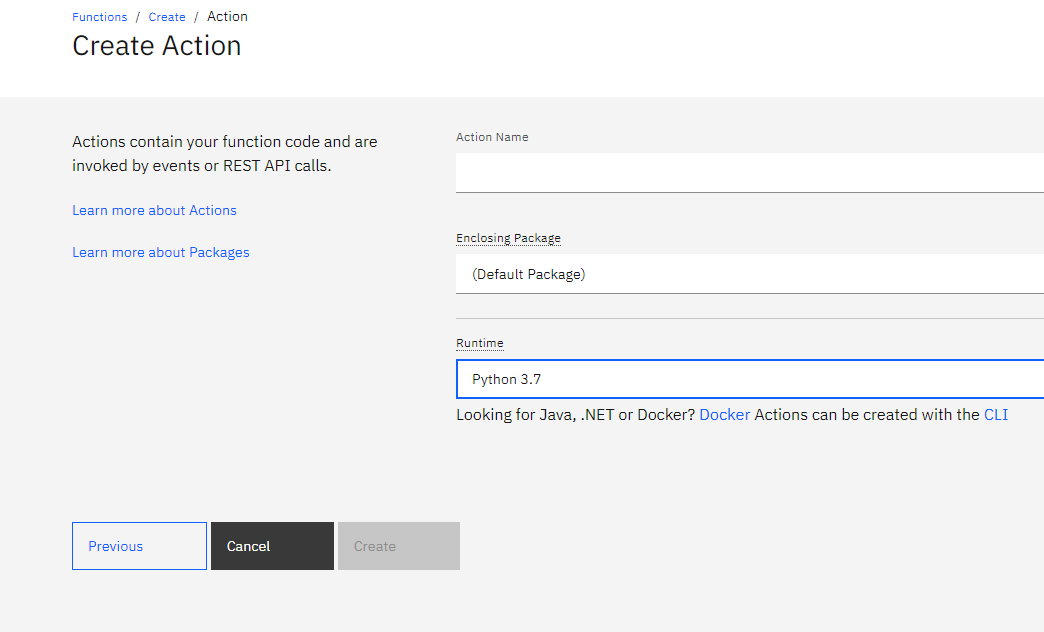 Functions / Create / Action
Create Action
Actions contain your function code and are
invoked by events or REST API calls.
Learn more about Actions
Learn more about Packages
Action Name
Enclosing Package
(Default Package)
Runtime
Python 3.7
Looking for Java, .NET or Docker? Docker Actions can be created with the CLI
Previous
Cancel
Create